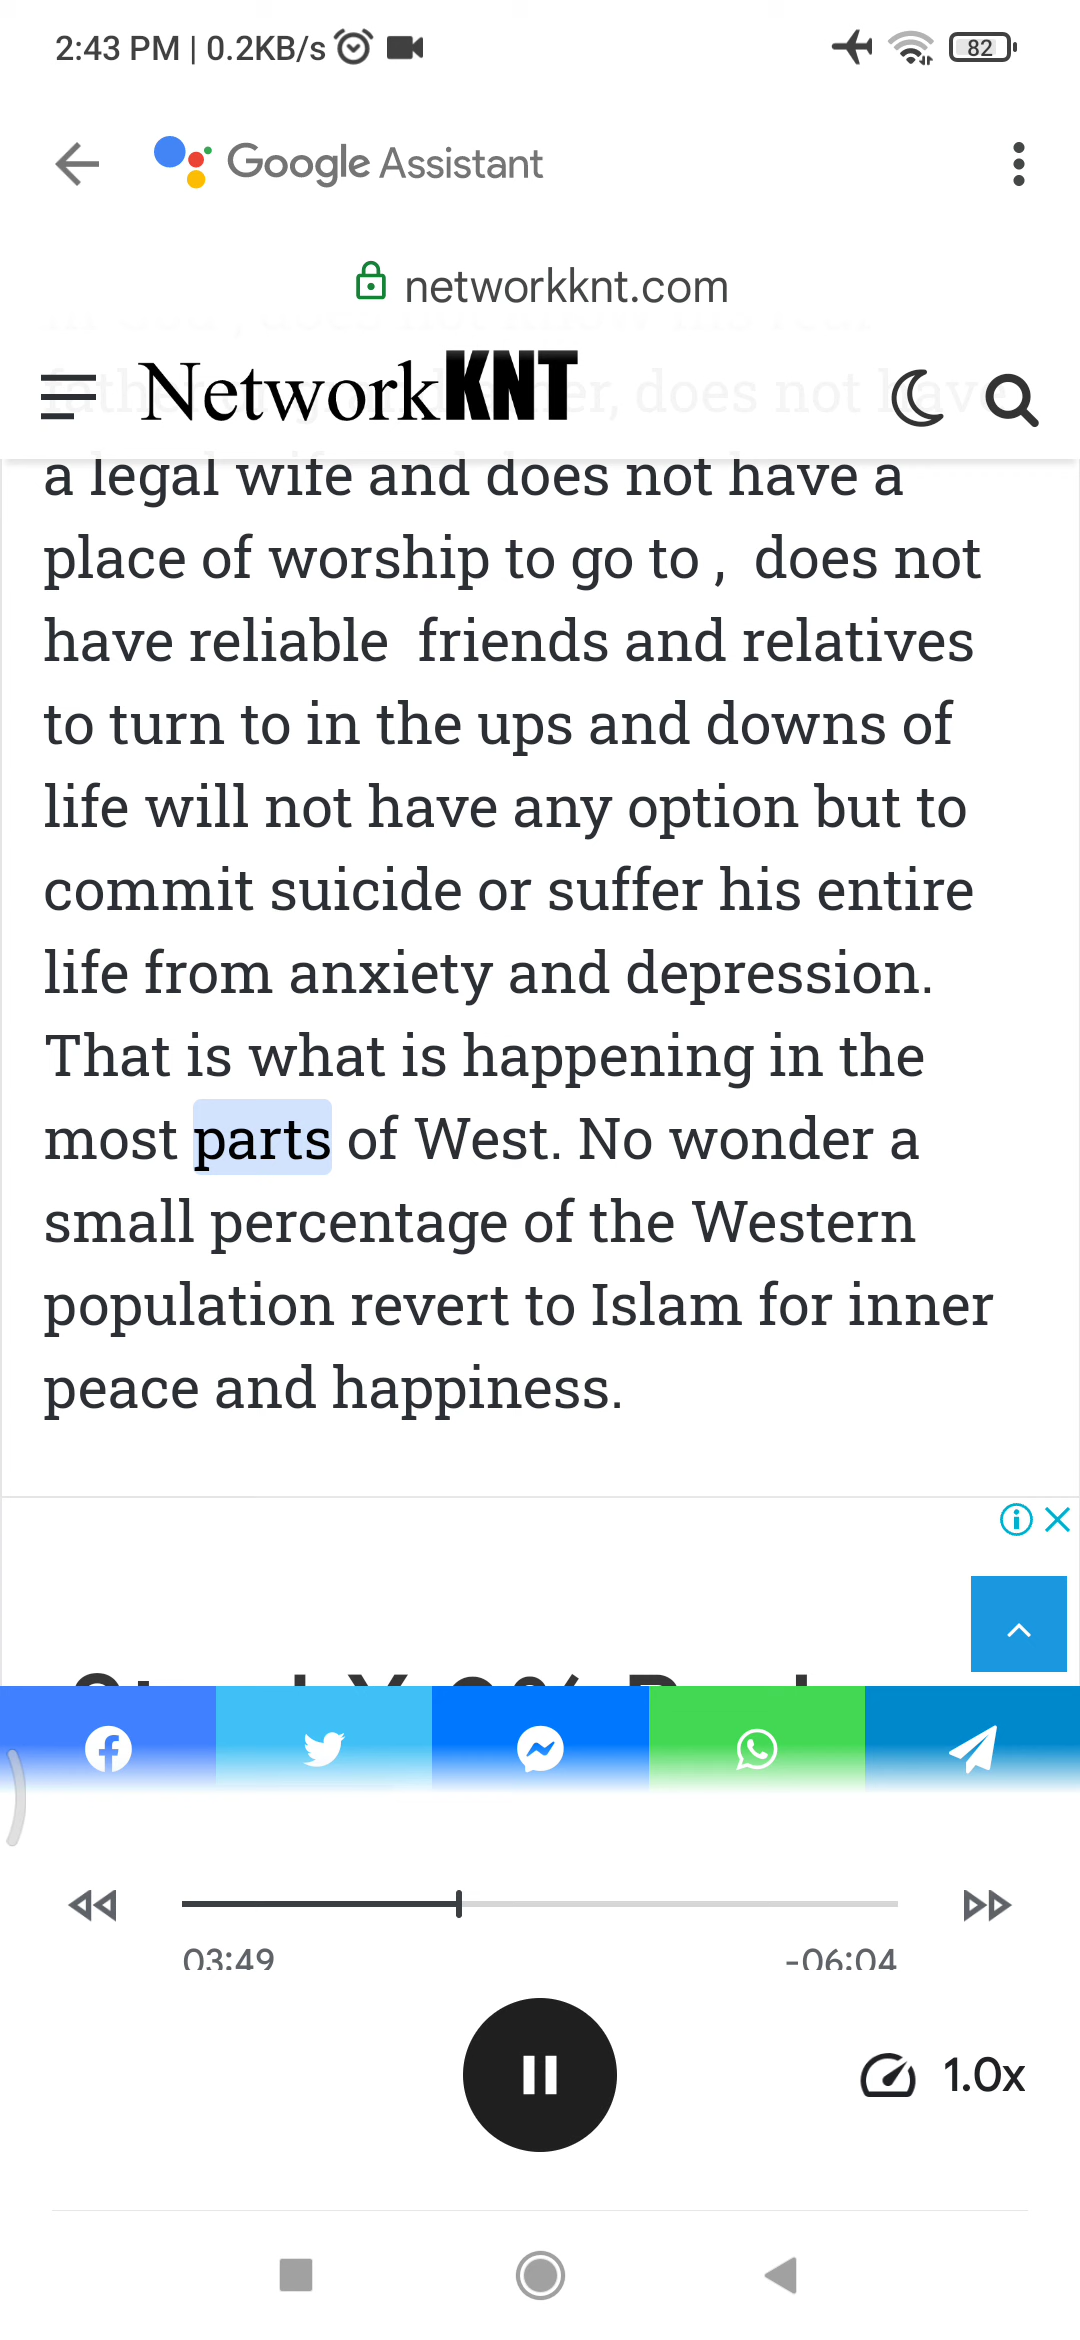 2:43 PM | 0.2KB/s
82
Google Assistant
networkknt.com
NetworkKNT
does not have
a legal wife and does not have a
place of worship to go to ,  does not
have reliable  friends and relatives
to turn to in the ups and downs of
life will not have any option but to
commit suicide or suffer his entire
life from anxiety and depression.
That is what is happening in the
most parts of West. No wonder a
small percentage of the Western
population revert to Islam for inner
peace and happiness.
03:49
-06:04
1.0x